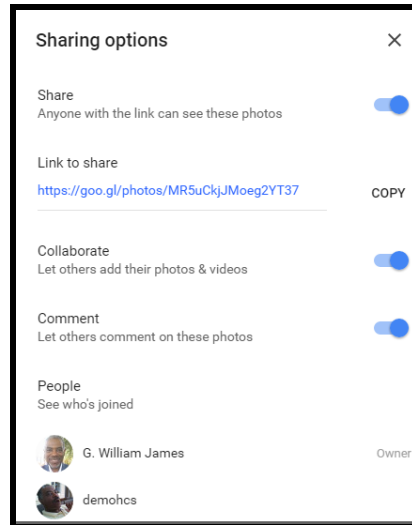 Sharing options
Share
Anyone with the link can see these photos
Link to share
https://goo.gl/photos/MR5uCkjJMoeg2YT37
COPY
Collaborate
Let others add their photos & videos
Comment
Let others comment on these photos
People
See who's joined
G. William James
Owner
demohcs